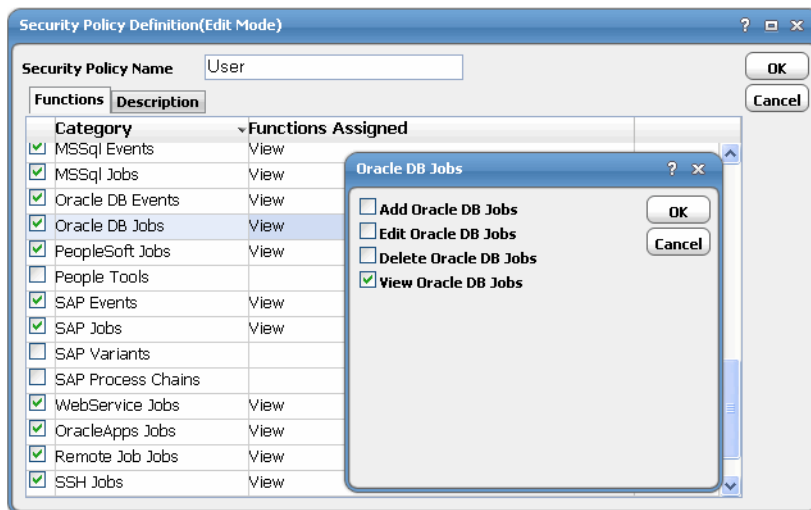 Security Policy Definition(Edit Mode)
Security Policy Name User
OK
Cancel
Functions Description
Category Functions Assigned
MSSql Events View
MSSql Jobs View
Oracle DB Events View
Oracle DB Jobs View
PeopleSoft Jobs View
People Tools
SAP Events View
SAP Jobs View
SAP Variants
SAP Process Chains
WebService Jobs View
OracleApps Jobs View
Remote Job Jobs View
SSH Jobs View
Oracle DB Jobs
Add Oracle DB Jobs
Edit Oracle DB Jobs
Delete Oracle DB Jobs
View Oracle DB Jobs
OK
Cancel